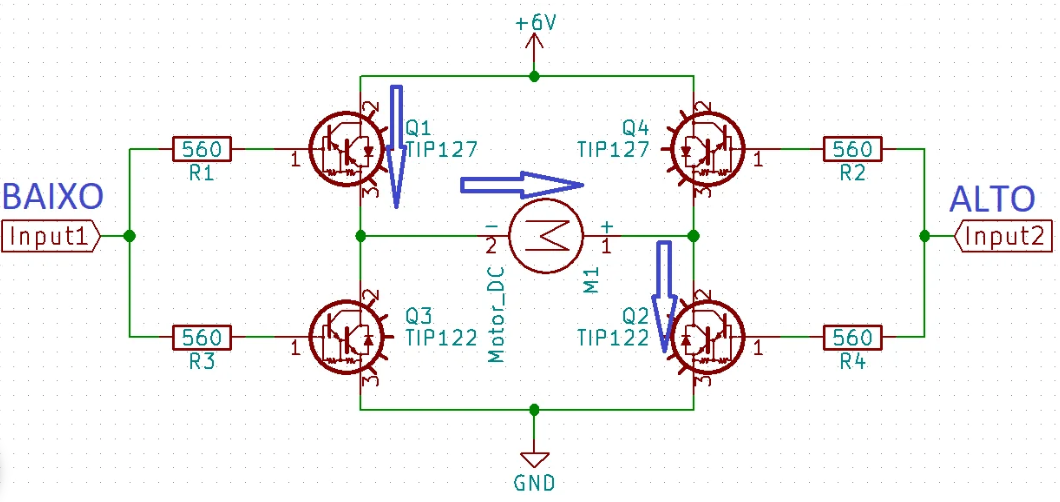 +6V
2
Q1
TIP127
560
1
R1
3
2
Q4
TIP127
560
1
R2
3
BAIXO
Input1
ALTO
Input2
-
2
M
+
1
Motor_DC
M1
2
Q3
TIP122
560
1
R3
3
2
Q2
TIP122
560
1
R4
3
GND